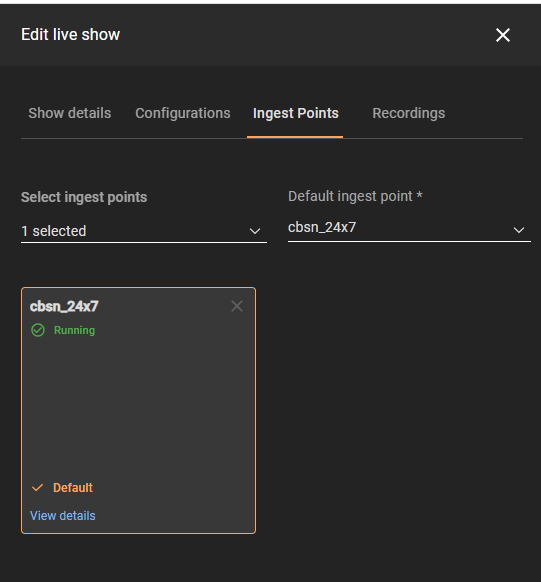 Edit live show
Show details Configurations Ingest Points Recordings
Select ingest points Default ingest point *
1 selected cbsn_24x7
cbsn_24x7
Running
Default
View details